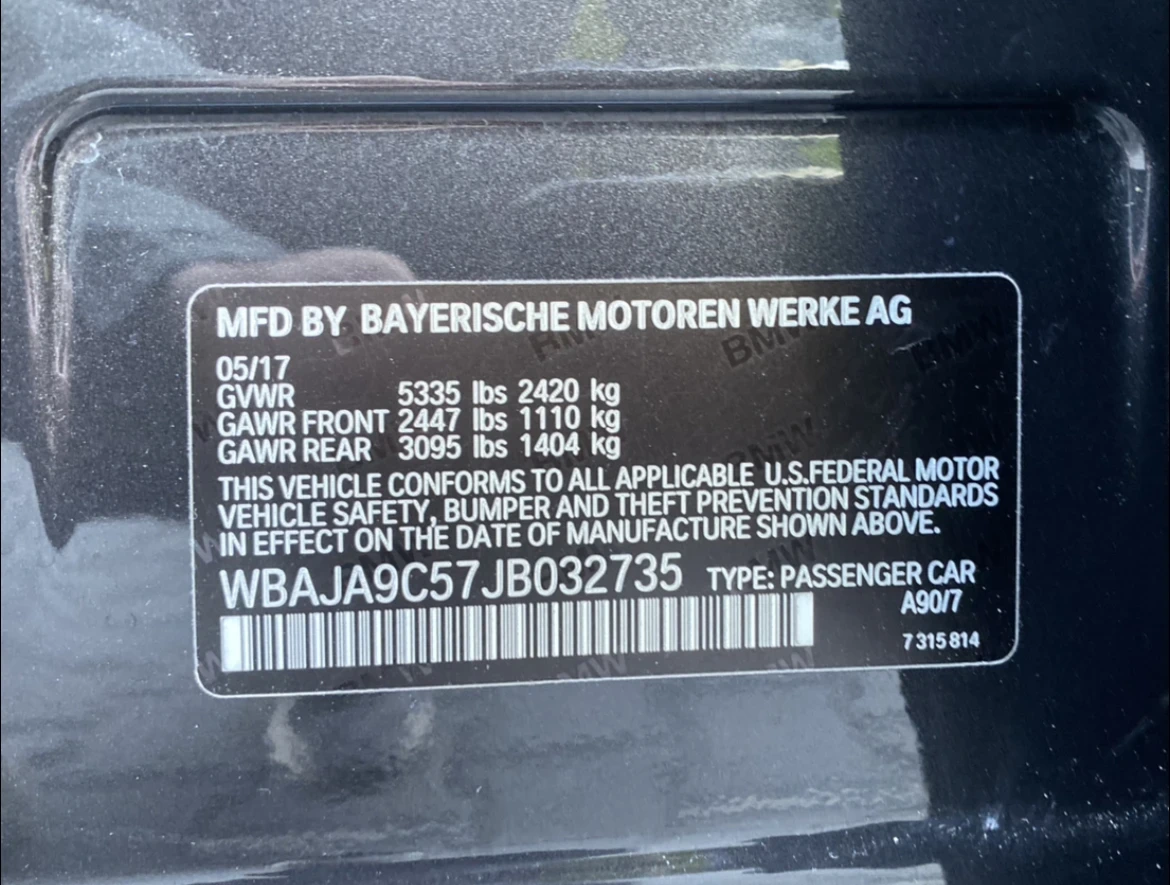 MFD BY BAYERISCHE MOTOREN WERKE AG
05/17
GVWR 5335 lbs 2420 kg
GAWR FRONT 2447 lbs 1110 kg
GAWR REAR 3095 lbs 1404 kg
THIS VEHICLE CONFORMS TO ALL APPLICABLE U.S.FEDERAL MOTOR
VEHICLE SAFETY, BUMPER AND THEFT PREVENTION STANDARDS
IN EFFECT ON THE DATE OF MANUFACTURE SHOWN ABOVE.
WBAJA9C57JB032735 TYPE: PASSENGER CAR
A90/7
7 315 814